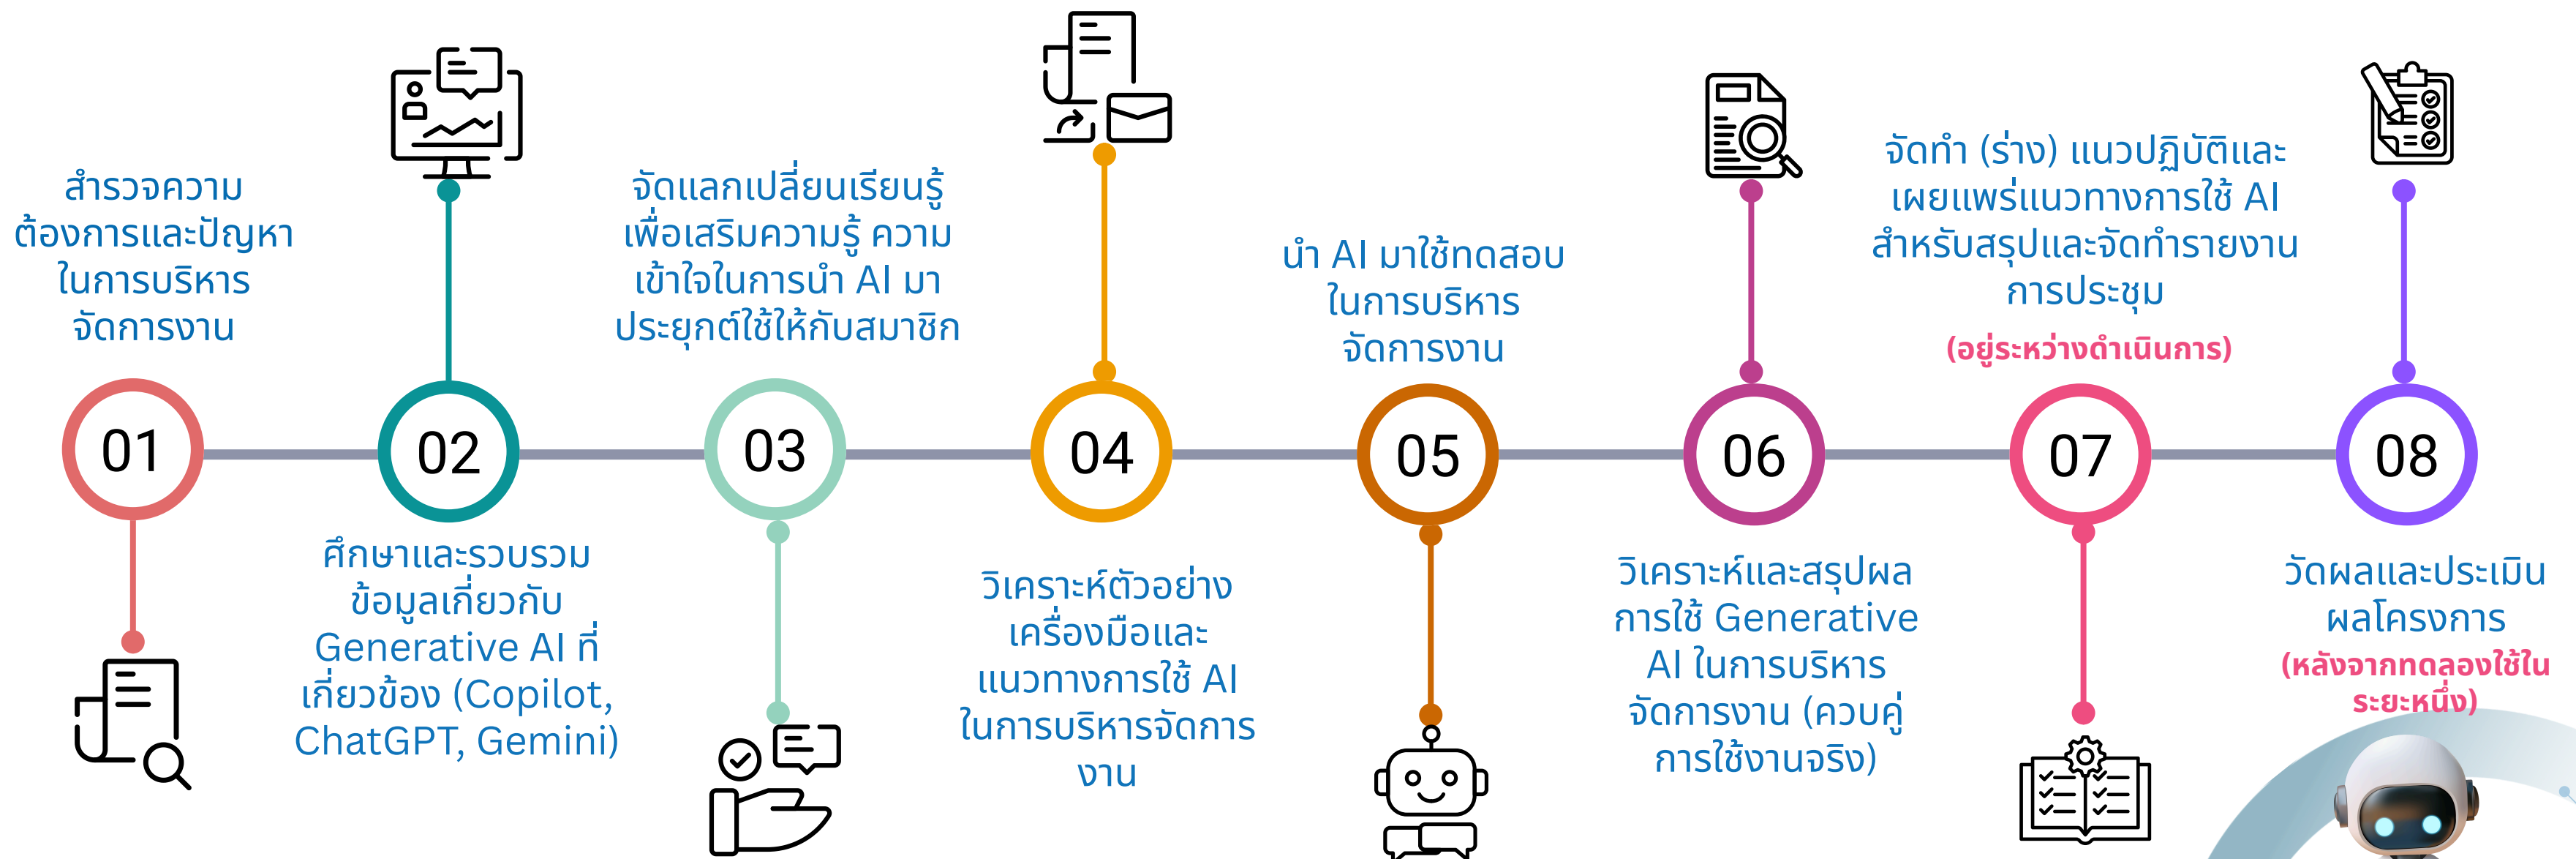 สำรวจความ
ต้องการและปัญหา
ในการบริหาร
จัดการงาน
01
02
ศึกษาและรวบรวม
ข้อมูลเกี่ยวกับ
Generative AI ที่
เกี่ยวข้อง (Copilot,
ChatGPT, Gemini)
จัดแลกเปลี่ยนเรียนรู้
เพื่อเสริมความรู้ ความ
เข้าใจในการนำ AI มา
ประยุกต์ใช้ให้กับสมาชิก
03
04
วิเคราะห์ตัวอย่าง
เครื่องมือและ
แนวทางการใช้ AI
ในการบริหารจัดการ
งาน
นำ AI มาใช้ทดสอบ
ในการบริหาร
จัดการงาน
05
06
วิเคราะห์และสรุปผล
การใช้ Generative
AI ในการบริหาร
จัดการงาน (ควบคู่
การใช้งานจริง)
จัดทำ (ร่าง) แนวปฏิบัติและ
เผยแพร่แนวทางการใช้ AI
สำหรับสรุปและจัดทำรายงาน
การประชุม
(อยู่ระหว่างดำเนินการ)
07
08
วัดผลและประเมิน
ผลโครงการ
(หลังจากทดลองใช้ใน
ระยะหนึ่ง)